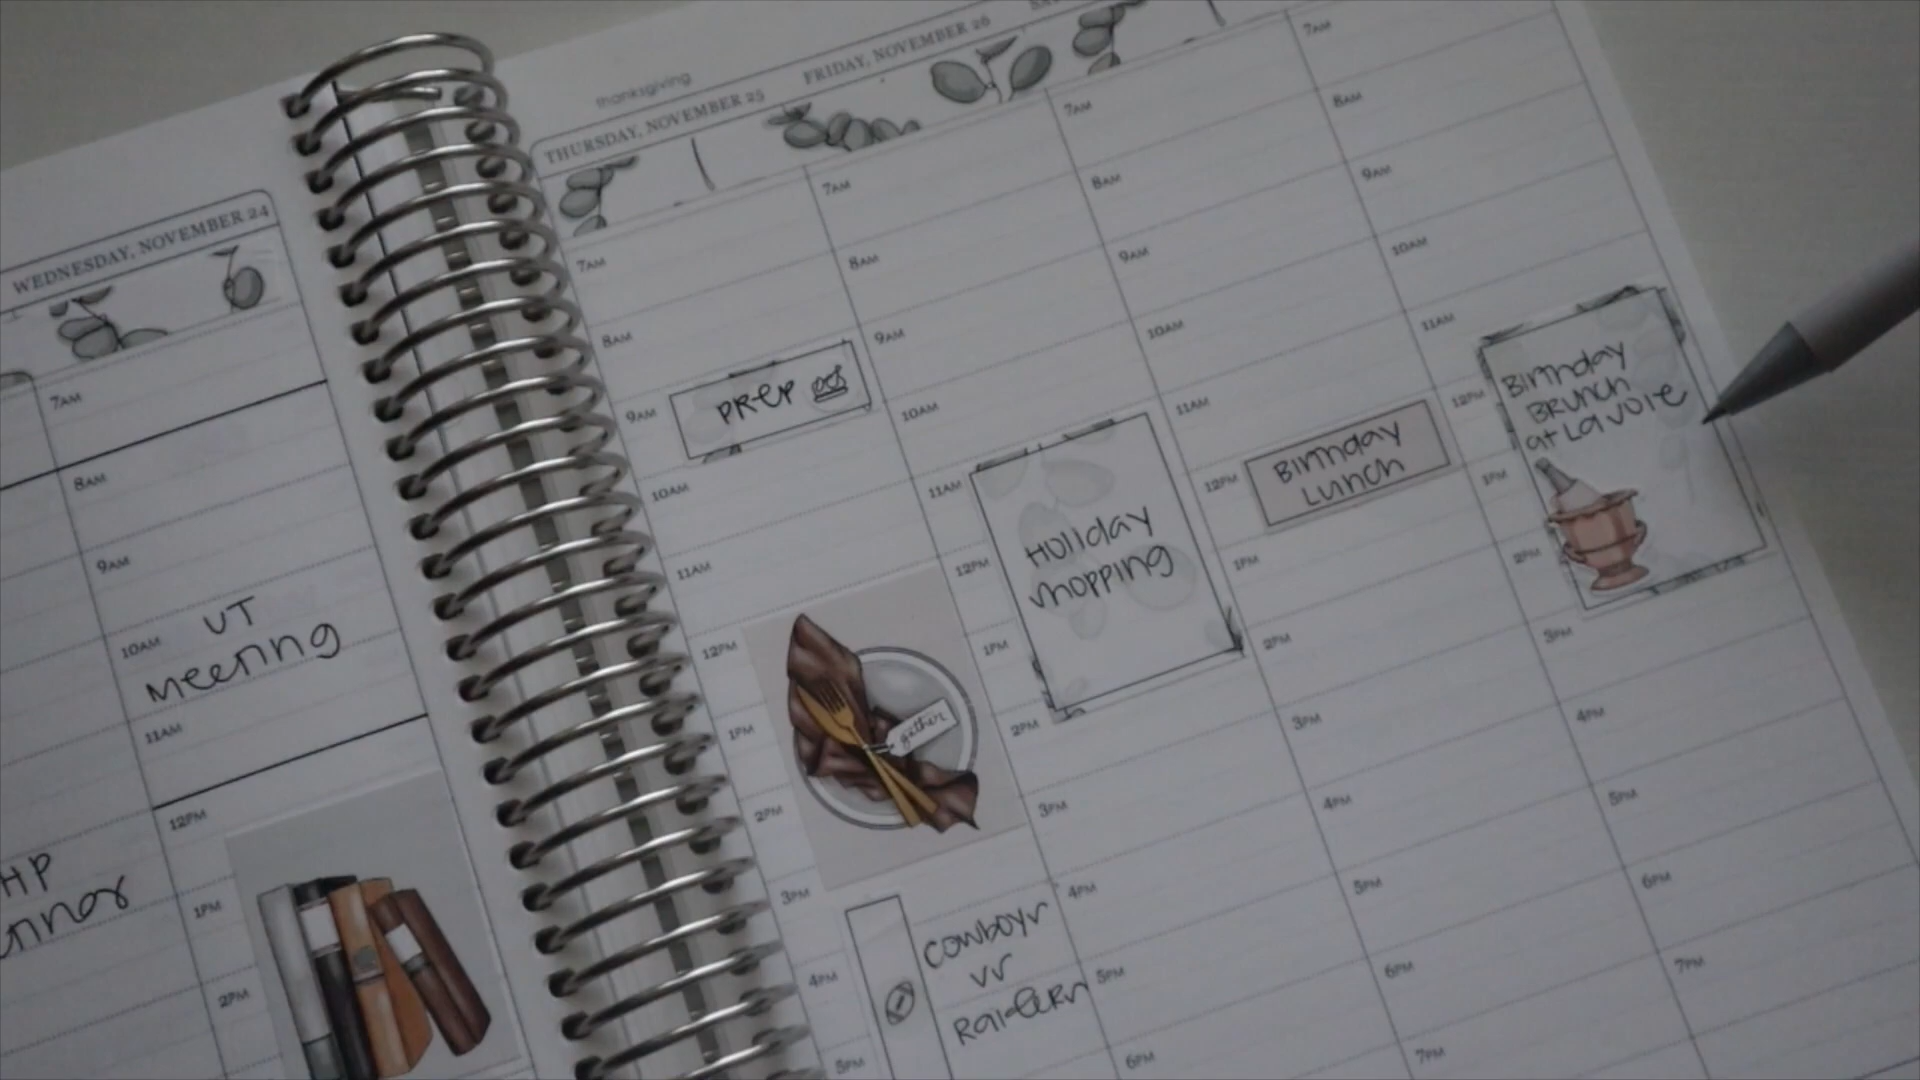 WEDNESDAY, NOVEMBER 24
7AM
8AM
9AM
10AM
UT
meeting
11AM
12PM
1PM
2PM
HP
thanksgiving
THURSDAY, NOVEMBER 25
7AM
8AM
9AM
prep
10AM
11AM
12PM
gather
1PM
2PM
3PM
4PM
5PM
Cowboys
vs
Raiders
FRIDAY, NOVEMBER 26
7AM
8AM
9AM
10AM
11AM
Holiday
shopping
12PM
1PM
2PM
3PM
4PM
5PM
6PM
7AM
8AM
9AM
10AM
11AM
12PM
Birthday
Lunch
1PM
2PM
3PM
4PM
5PM
6PM
7PM
7AM
8AM
9AM
10AM
11AM
12PM
Birthday
Brunch
at Lavoie
1PM
2PM
3PM
4PM
5PM
6PM
7PM